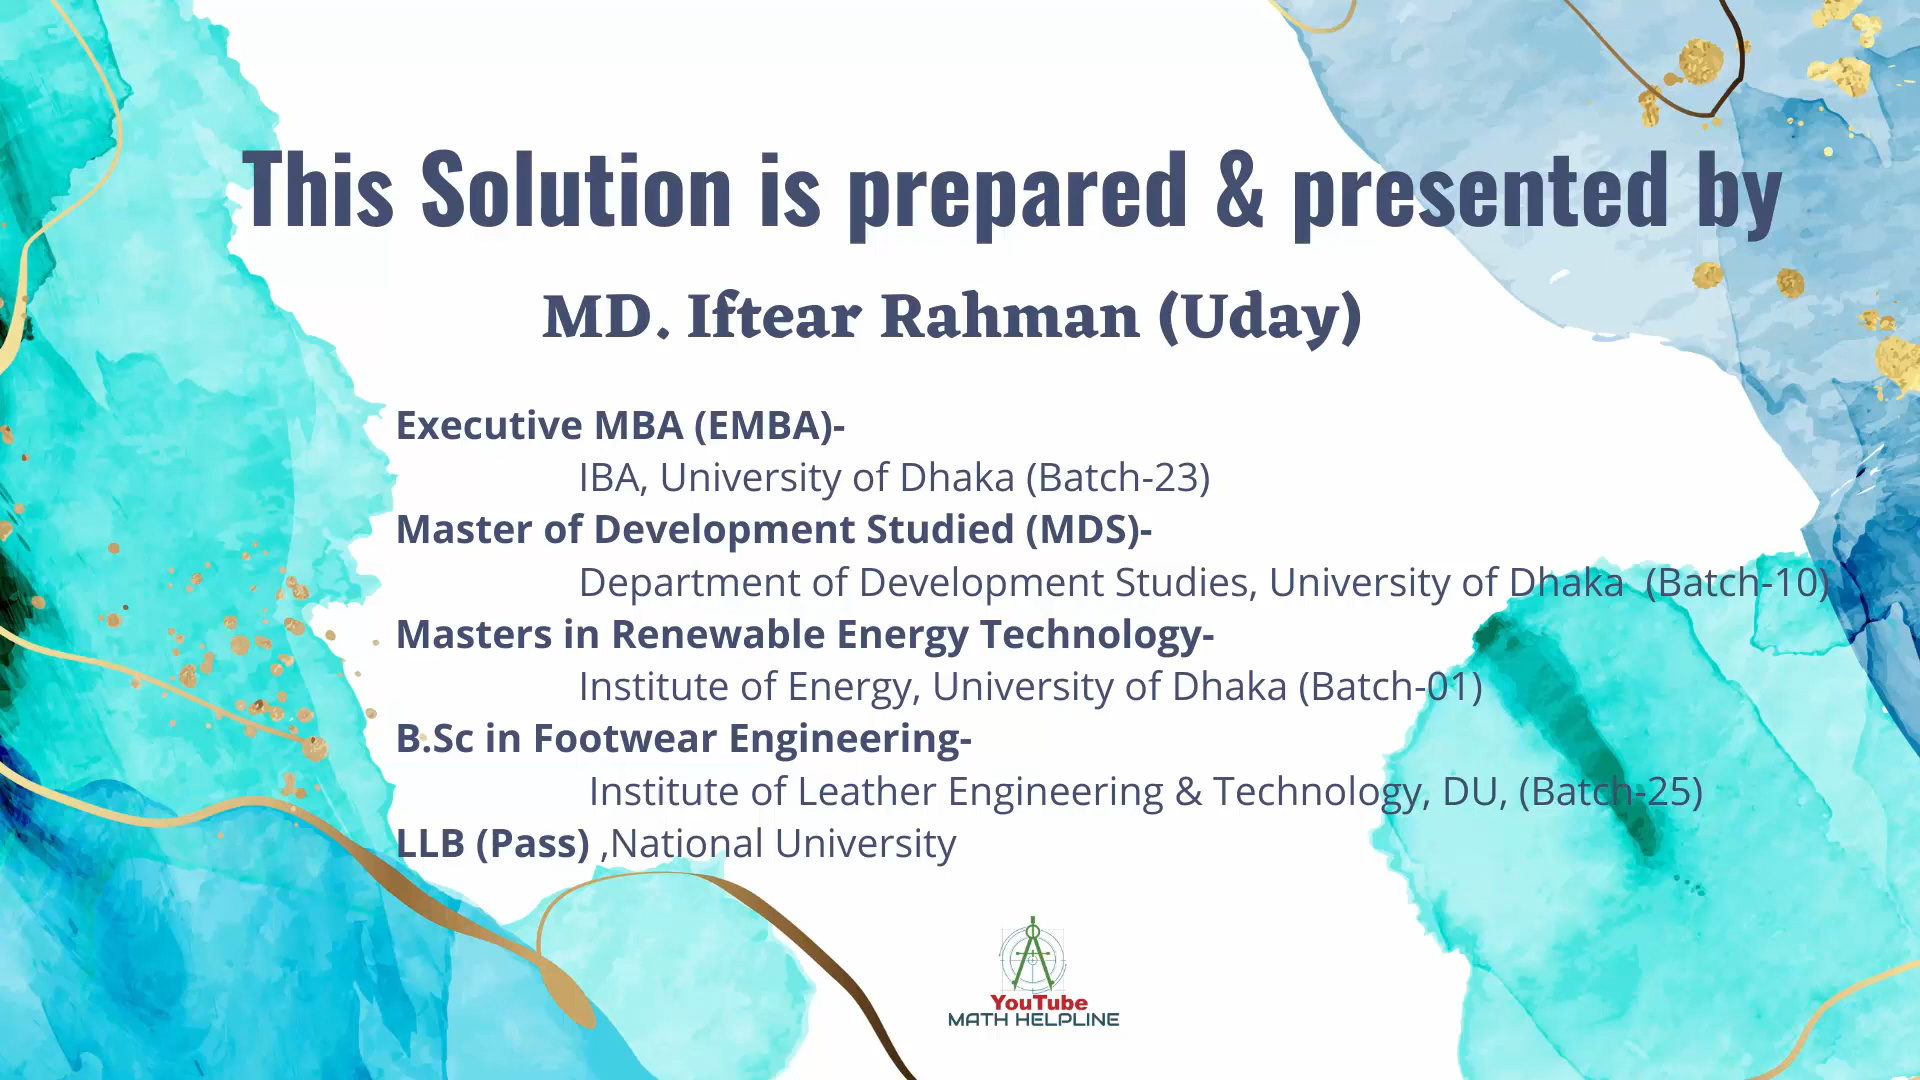 This Solution is prepared & presented by
MD. Iftear Rahman (Uday)
Executive MBA (EMBA)-
IBA, University of Dhaka (Batch-23)
Master of Development Studied (MDS)-
Department of Development Studies, University of Dhaka (Batch-10)
Masters in Renewable Energy Technology-
Institute of Energy, University of Dhaka (Batch-01)
B.Sc in Footwear Engineering-
Institute of Leather Engineering & Technology, DU, (Batch-25)
LLB (Pass) ,National University
YouTube
MATH HELPLINE